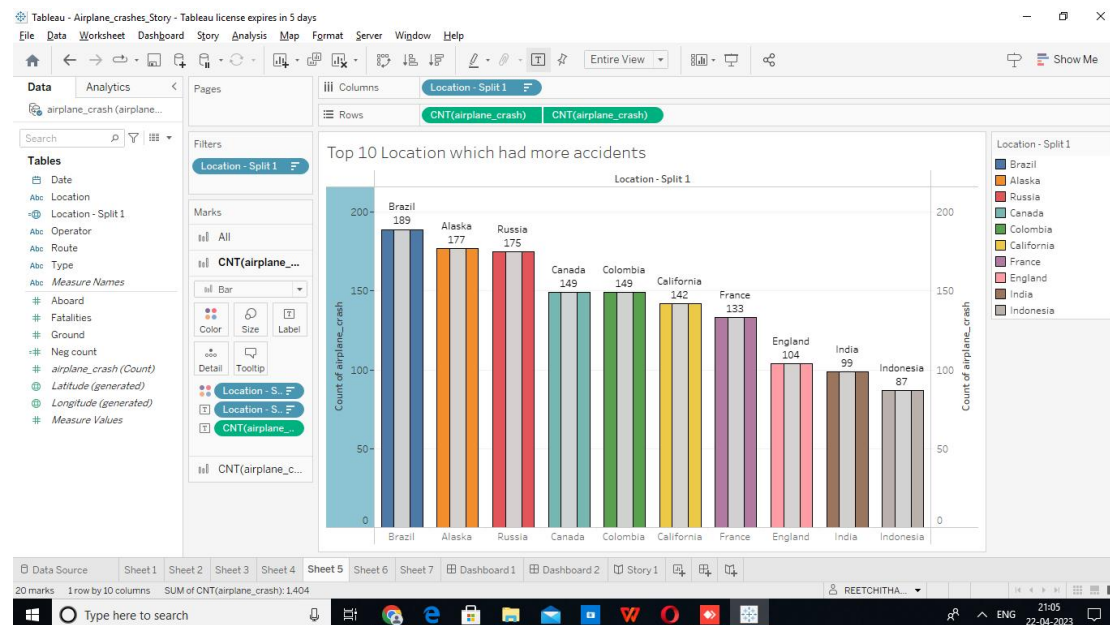 Tableau - Airplane_crashes_Story - Tableau license expires in 5 days
File Data Worksheet Dashboard Story Analysis Map Format Server Window Help
Entire View
Show Me
Data Analytics
airplane_crash (airplane...
Search
Tables
Date
Abc Location
Location - Split 1
Abc Operator
Abc Route
Abc Type
Abc Measure Names
# Aboard
# Fatalities
# Ground
=# Neg count
# airplane_crash (Count)
Latitude (generated)
Longitude (generated)
# Measure Values
Pages
Filters
Location - Split 1
Marks
All
CNT(airplane_...
Bar
Color Size Label
Detail Tooltip
Location - S..
T Location - S..
T CNT(airplane_..
CNT(airplane_c...
Columns Location - Split 1
Rows CNT(airplane_crash) CNT(airplane_crash)
Top 10 Location which had more accidents
Location - Split 1
Count of airplane_crash
200
150
100
50
0
Brazil
189
Alaska
177
Russia
175
Canada
149
Colombia
149
California
142
France
133
England
104
India
99
Indonesia
87
200
150
100
50
0
Count of airplane_crash
Brazil Alaska Russia Canada Colombia California France England India Indonesia
Location - Split 1
Brazil
Alaska
Russia
Canada
Colombia
California
France
England
India
Indonesia
Data Source Sheet 1 Sheet 2 Sheet 3 Sheet 4 Sheet 5 Sheet 6 Sheet 7 Dashboard 1 Dashboard 2 Story 1
20 marks 1 row by 10 columns SUM of CNT(airplane_crash): 1,404
REETCHITHA...
Type here to search
ENG
21:05
22-04-2023